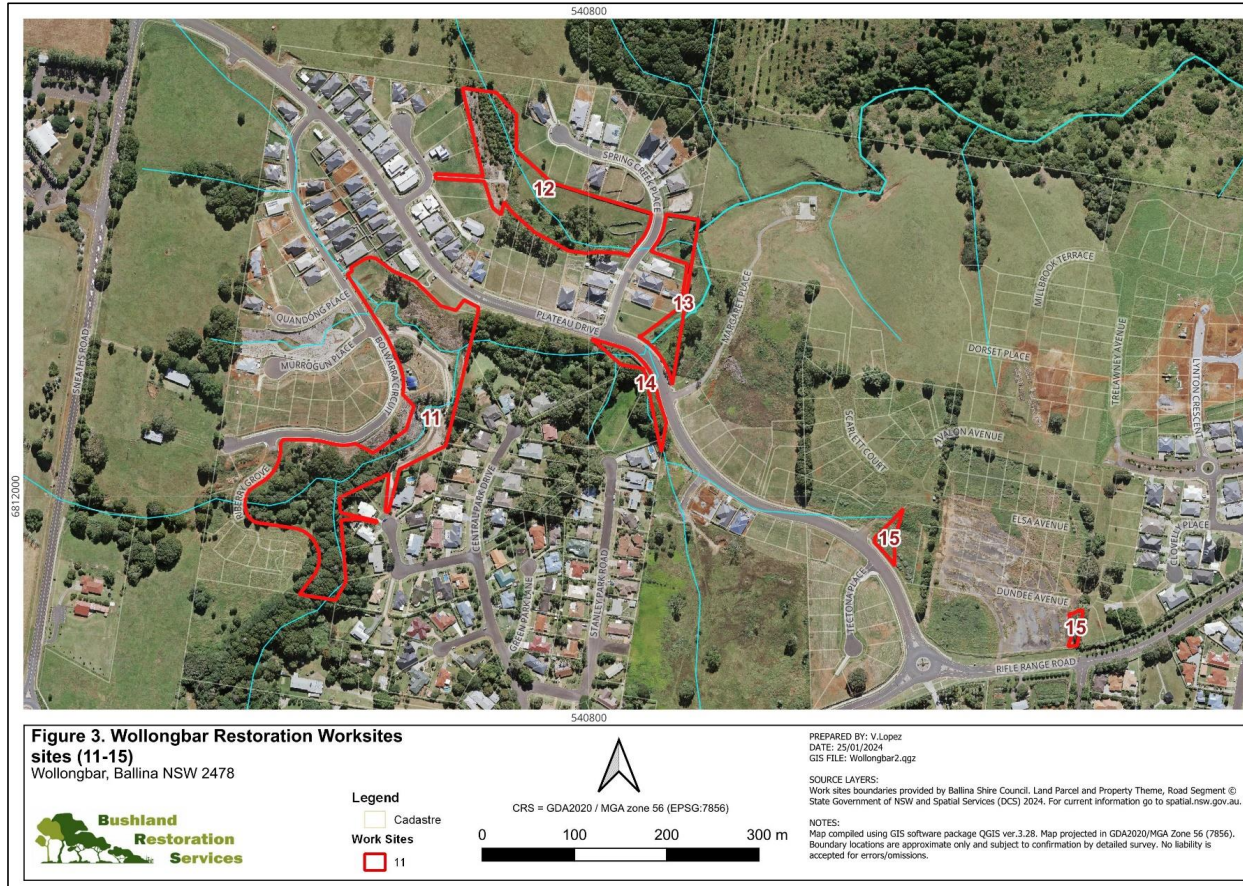 540800
SNEATHS ROAD
6812000
QUANDONG PLACE
MURROGUN PLACE
BOLWARRA CIRCUIT
PLATEAU DRIVE
SPRING CREEK PLACE
12
13
14
11
15
15
MARGARET PLACE
MILLBROOK TERRACE
DORSET PLACE
TRELAWNEY AVENUE
LYNTON CRESCENT
SCARLETT COURT
AVALON AVENUE
ELSA AVENUE
CLOVELLY PLACE
DUNDEE AVENUE
RIFLE RANGE ROAD
TECTONA PLACE
STANLEY PARK ROAD
GREEN PARK LANE
CENTRAL PARK DRIVE
540800
Figure 3. Wollongbar Restoration Worksites
sites (11-15)
Wollongbar, Ballina NSW 2478
Bushland
Restoration
Services
Legend
Cadastre
Work Sites
11
CRS = GDA2020 / MGA zone 56 (EPSG:7856)
0 100 200 300 m
PREPARED BY: V.Lopez
DATE: 25/01/2024
GIS FILE: Wollongbar2.qgz
SOURCE LAYERS:
Work sites boundaries provided by Ballina Shire Council. Land Parcel and Property Theme, Road Segment ©
State Government of NSW and Spatial Services (DCS) 2024. For current information go to spatial.nsw.gov.au.
NOTES:
Map compiled using GIS software package QGIS ver.3.28. Map projected in GDA2020/MGA Zone 56 (7856).
Boundary locations are approximate only and subject to confirmation by detailed survey. No liability is
accepted for errors/omissions.